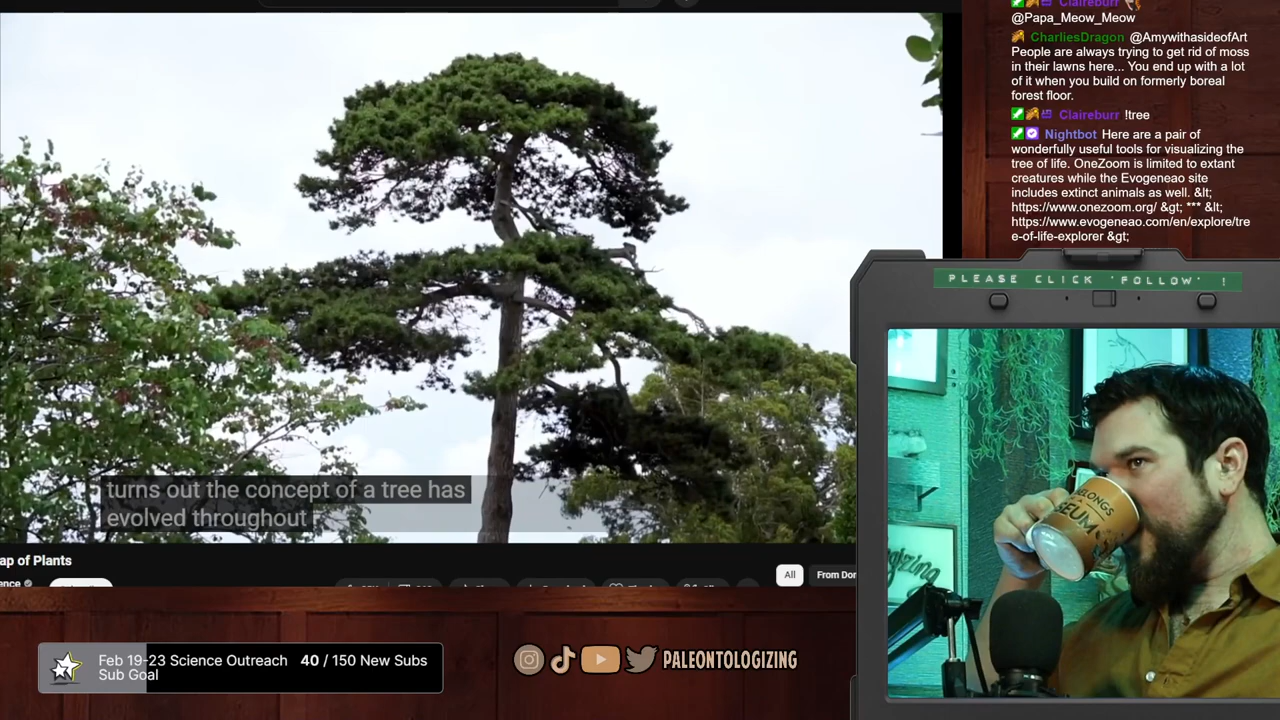 Claireburr
@Papa_Meow_Meow
CharliesDragon @AmywithasideofArt
People are always trying to get rid of moss
in their lawns here... You end up with a lot
of it when you build on formerly boreal
forest floor.
Claireburr !tree
Nightbot Here are a pair of
wonderfully useful tools for visualizing the
tree of life. OneZoom is limited to extant
creatures while the Evogeneao site
includes extinct animals as well. &lt;
https://www.onezoom.org/ &gt; *** &lt;
https://www.evogeneao.com/en/explore/tre
e-of-life-explorer &gt;
PLEASE CLICK 'FOLLOW' !
turns out the concept of a tree has
evolved throughout
ap of Plants
ence
All
From Dor
BELONGS
SEUM
gizing
Feb 19-23 Science Outreach 40 / 150 New Subs
Sub Goal
PALEONTOLOGIZING